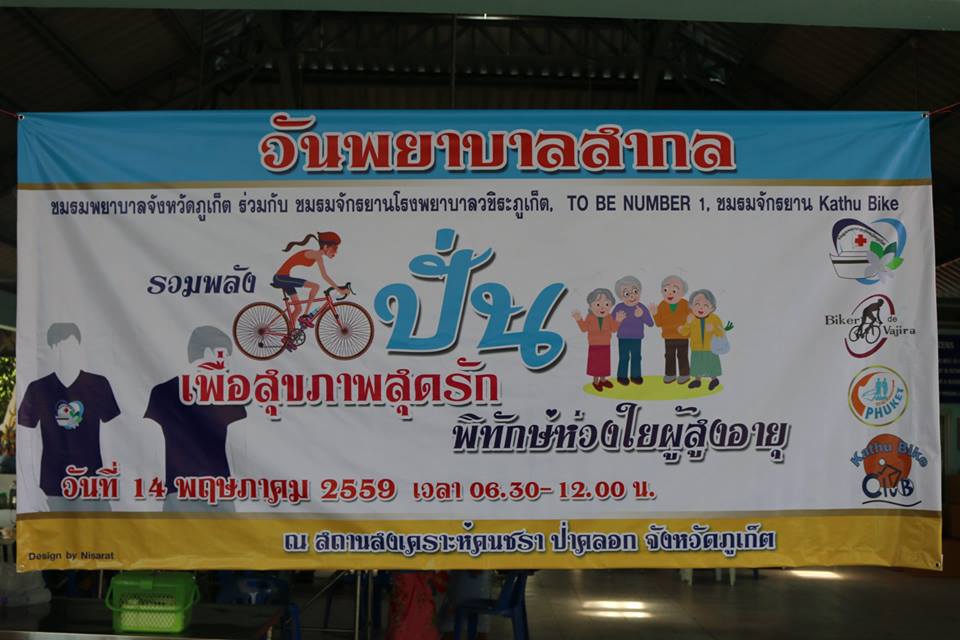 วันพยาบาลสากล
ชมรมพยาบาลจังหวัดภูเก็ต ร่วมกับ ชมรมจักรยานโรงพยาบาลวชิระภูเก็ต, TO BE NUMBER 1, ชมรมจักรยาน Kathu Bike
รวมพลัง
ปั่น
เพื่อสุขภาพสุดรัก
พิทักษ์ห่วงใยผู้สูงอายุ
วันที่ 14 พฤษภาคม 2559 เวลา 06.30-12.00 น.
ณ สถานสงเคราะห์คนชรา ป่าคลอก จังหวัดภูเก็ต
Design by Nisarat
Biker de Vajira
PHUKET
Kathu Bike
Club